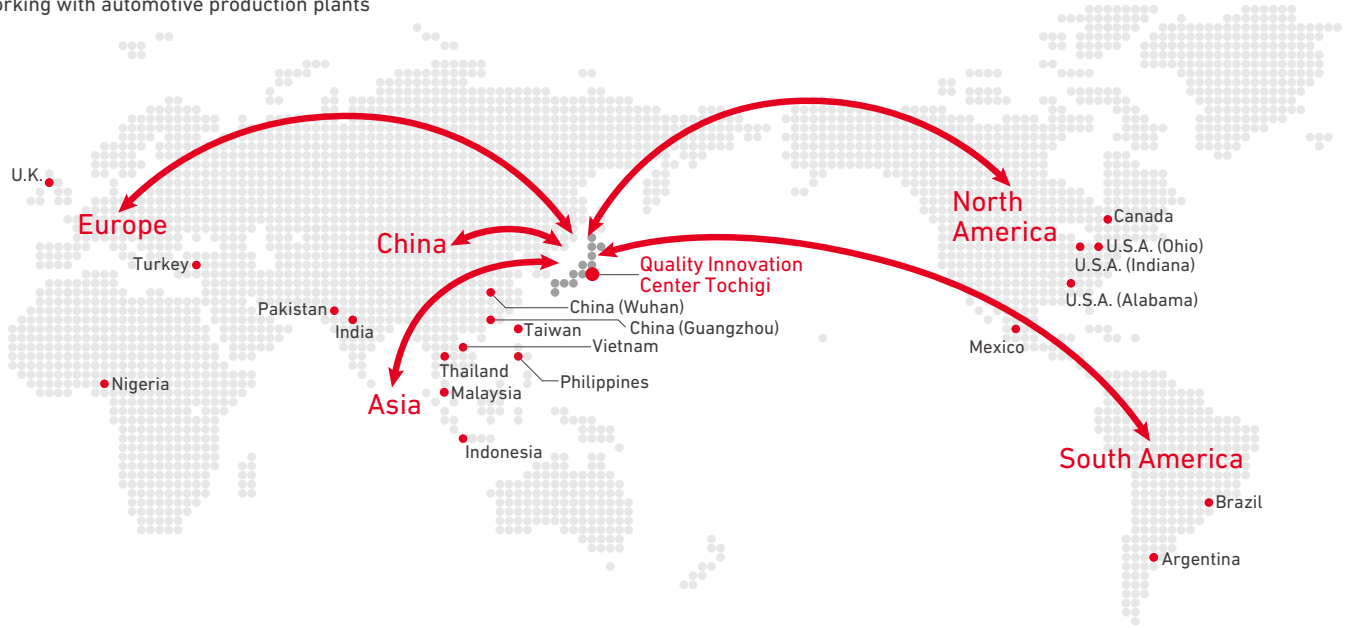 working with automotive production plants
U.K.
Europe
Turkey
China
North
America
Canada
U.S.A. (Ohio)
U.S.A. (Indiana)
U.S.A. (Alabama)
Quality Innovation
Center Tochigi
Pakistan
India
China (Wuhan)
China (Guangzhou)
Taiwan
Vietnam
Mexico
Thailand
Philippines
Nigeria
Malaysia
Asia
Indonesia
South America
Brazil
Argentina